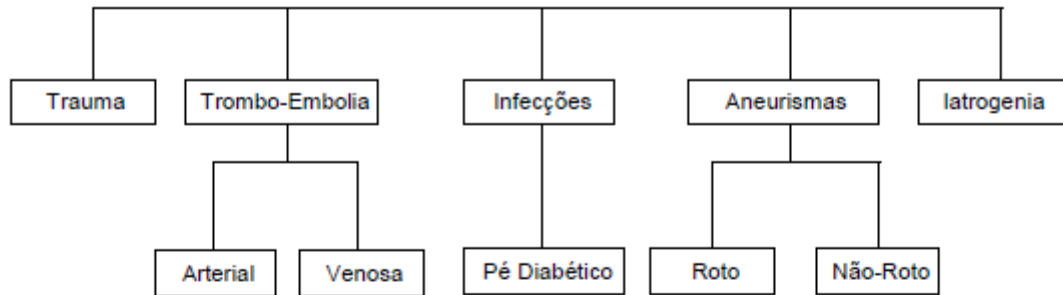 Trauma
Trombo-Embolia
Infecções
Aneurismas
Iatrogenia
Arterial
Venosa
Pé Diabético
Roto
Não-Roto